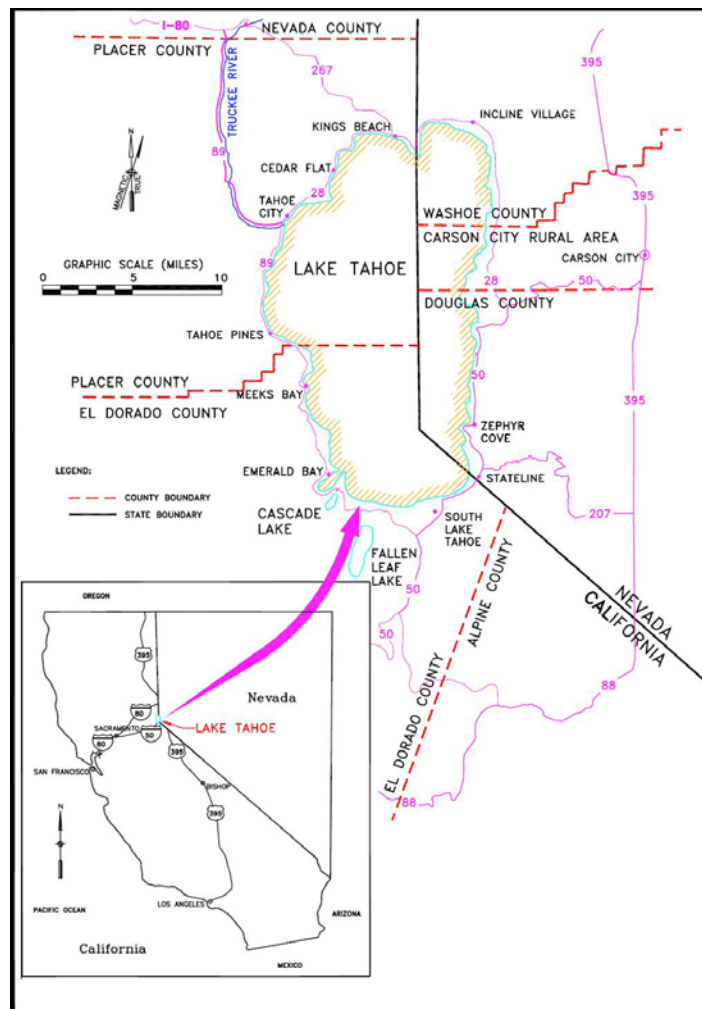 I-80
NEVADA COUNTY
PLACER COUNTY
TRUCKEE RIVER
267
395
KINGS BEACH
INCLINE VILLAGE
N
MAGNETIC
TRUE
89
CEDAR FLAT
28
395
TAHOE
CITY
WASHOE COUNTY
CARSON CITY RURAL AREA
CARSON CITY
GRAPHIC SCALE (MILES)
0
5
10
89
LAKE TAHOE
28
50
DOUGLAS COUNTY
TAHOE PINES
50
395
PLACER COUNTY
MEEKS BAY
EL DORADO COUNTY
ZEPHYR
COVE
LEGEND:
COUNTY BOUNDARY
STATE BOUNDARY
EMERALD BAY
STATELINE
CASCADE
LAKE
SOUTH
LAKE
TAHOE
207
FALLEN
LEAF
LAKE
50
50
ALPINE COUNTY
EL DORADO COUNTY
NEVADA
CALIFORNIA
88
88
OREGON
395
Nevada
80
SACRAMENTO
50
LAKE TAHOE
80
395
SAN FRANCISCO
BISHOP
395
N
LOS ANGELES
PACIFIC OCEAN
ARIZONA
California
MEXICO